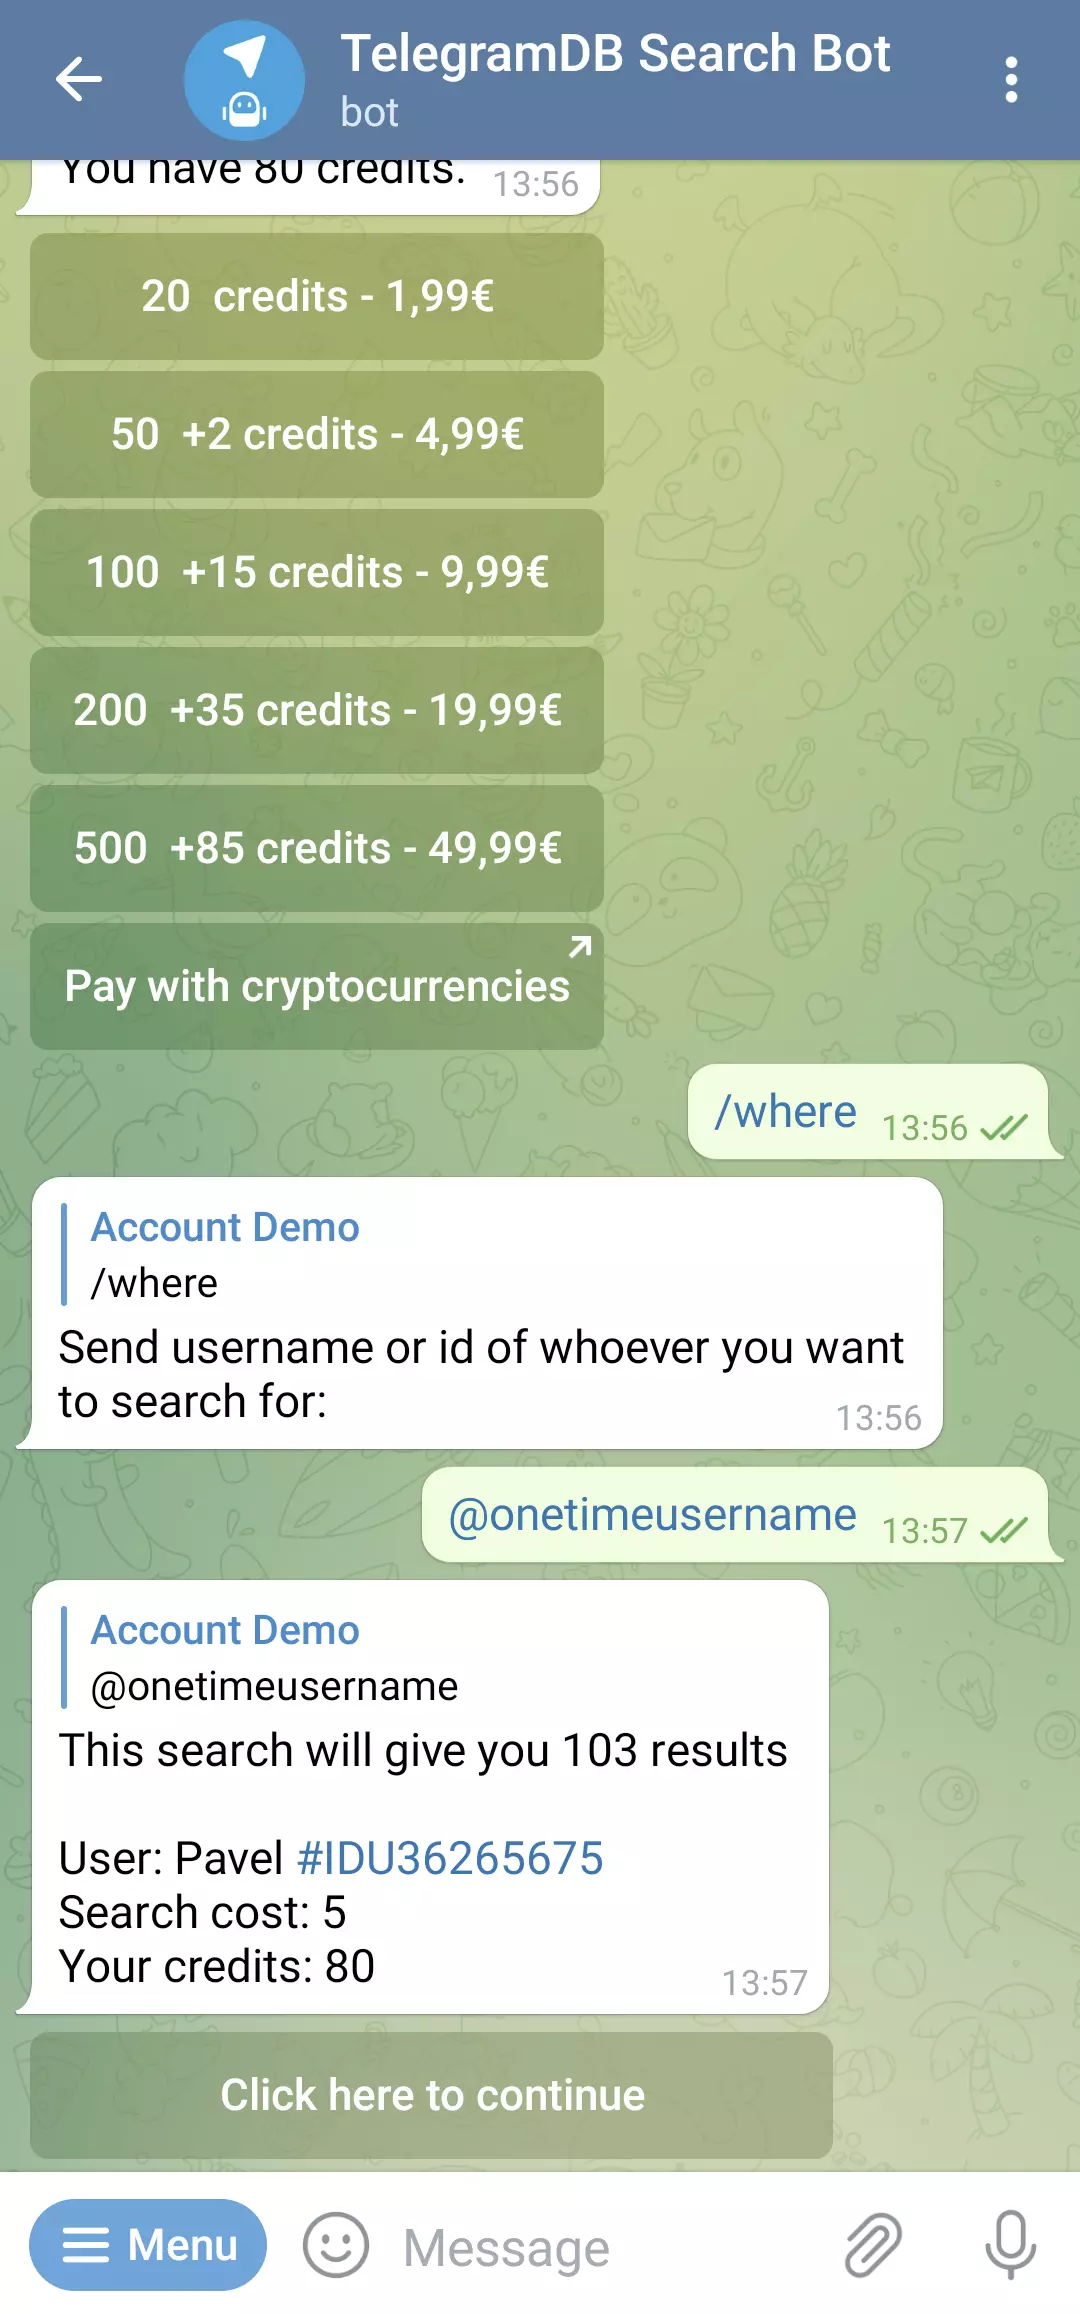 TelegramDB Search Bot
bot
You have 80 credits. 13:56
20 credits - 1,99€
50 +2 credits - 4,99€
100 +15 credits - 9,99€
200 +35 credits - 19,99€
500 +85 credits - 49,99€
Pay with cryptocurrencies
/where 13:56
Account Demo
/where
Send username or id of whoever you want
to search for:
13:56
@onetimeusername 13:57
Account Demo
@onetimeusername
This search will give you 103 results
User: Pavel #IDU36265675
Search cost: 5
Your credits: 80
13:57
Click here to continue
Menu
Message